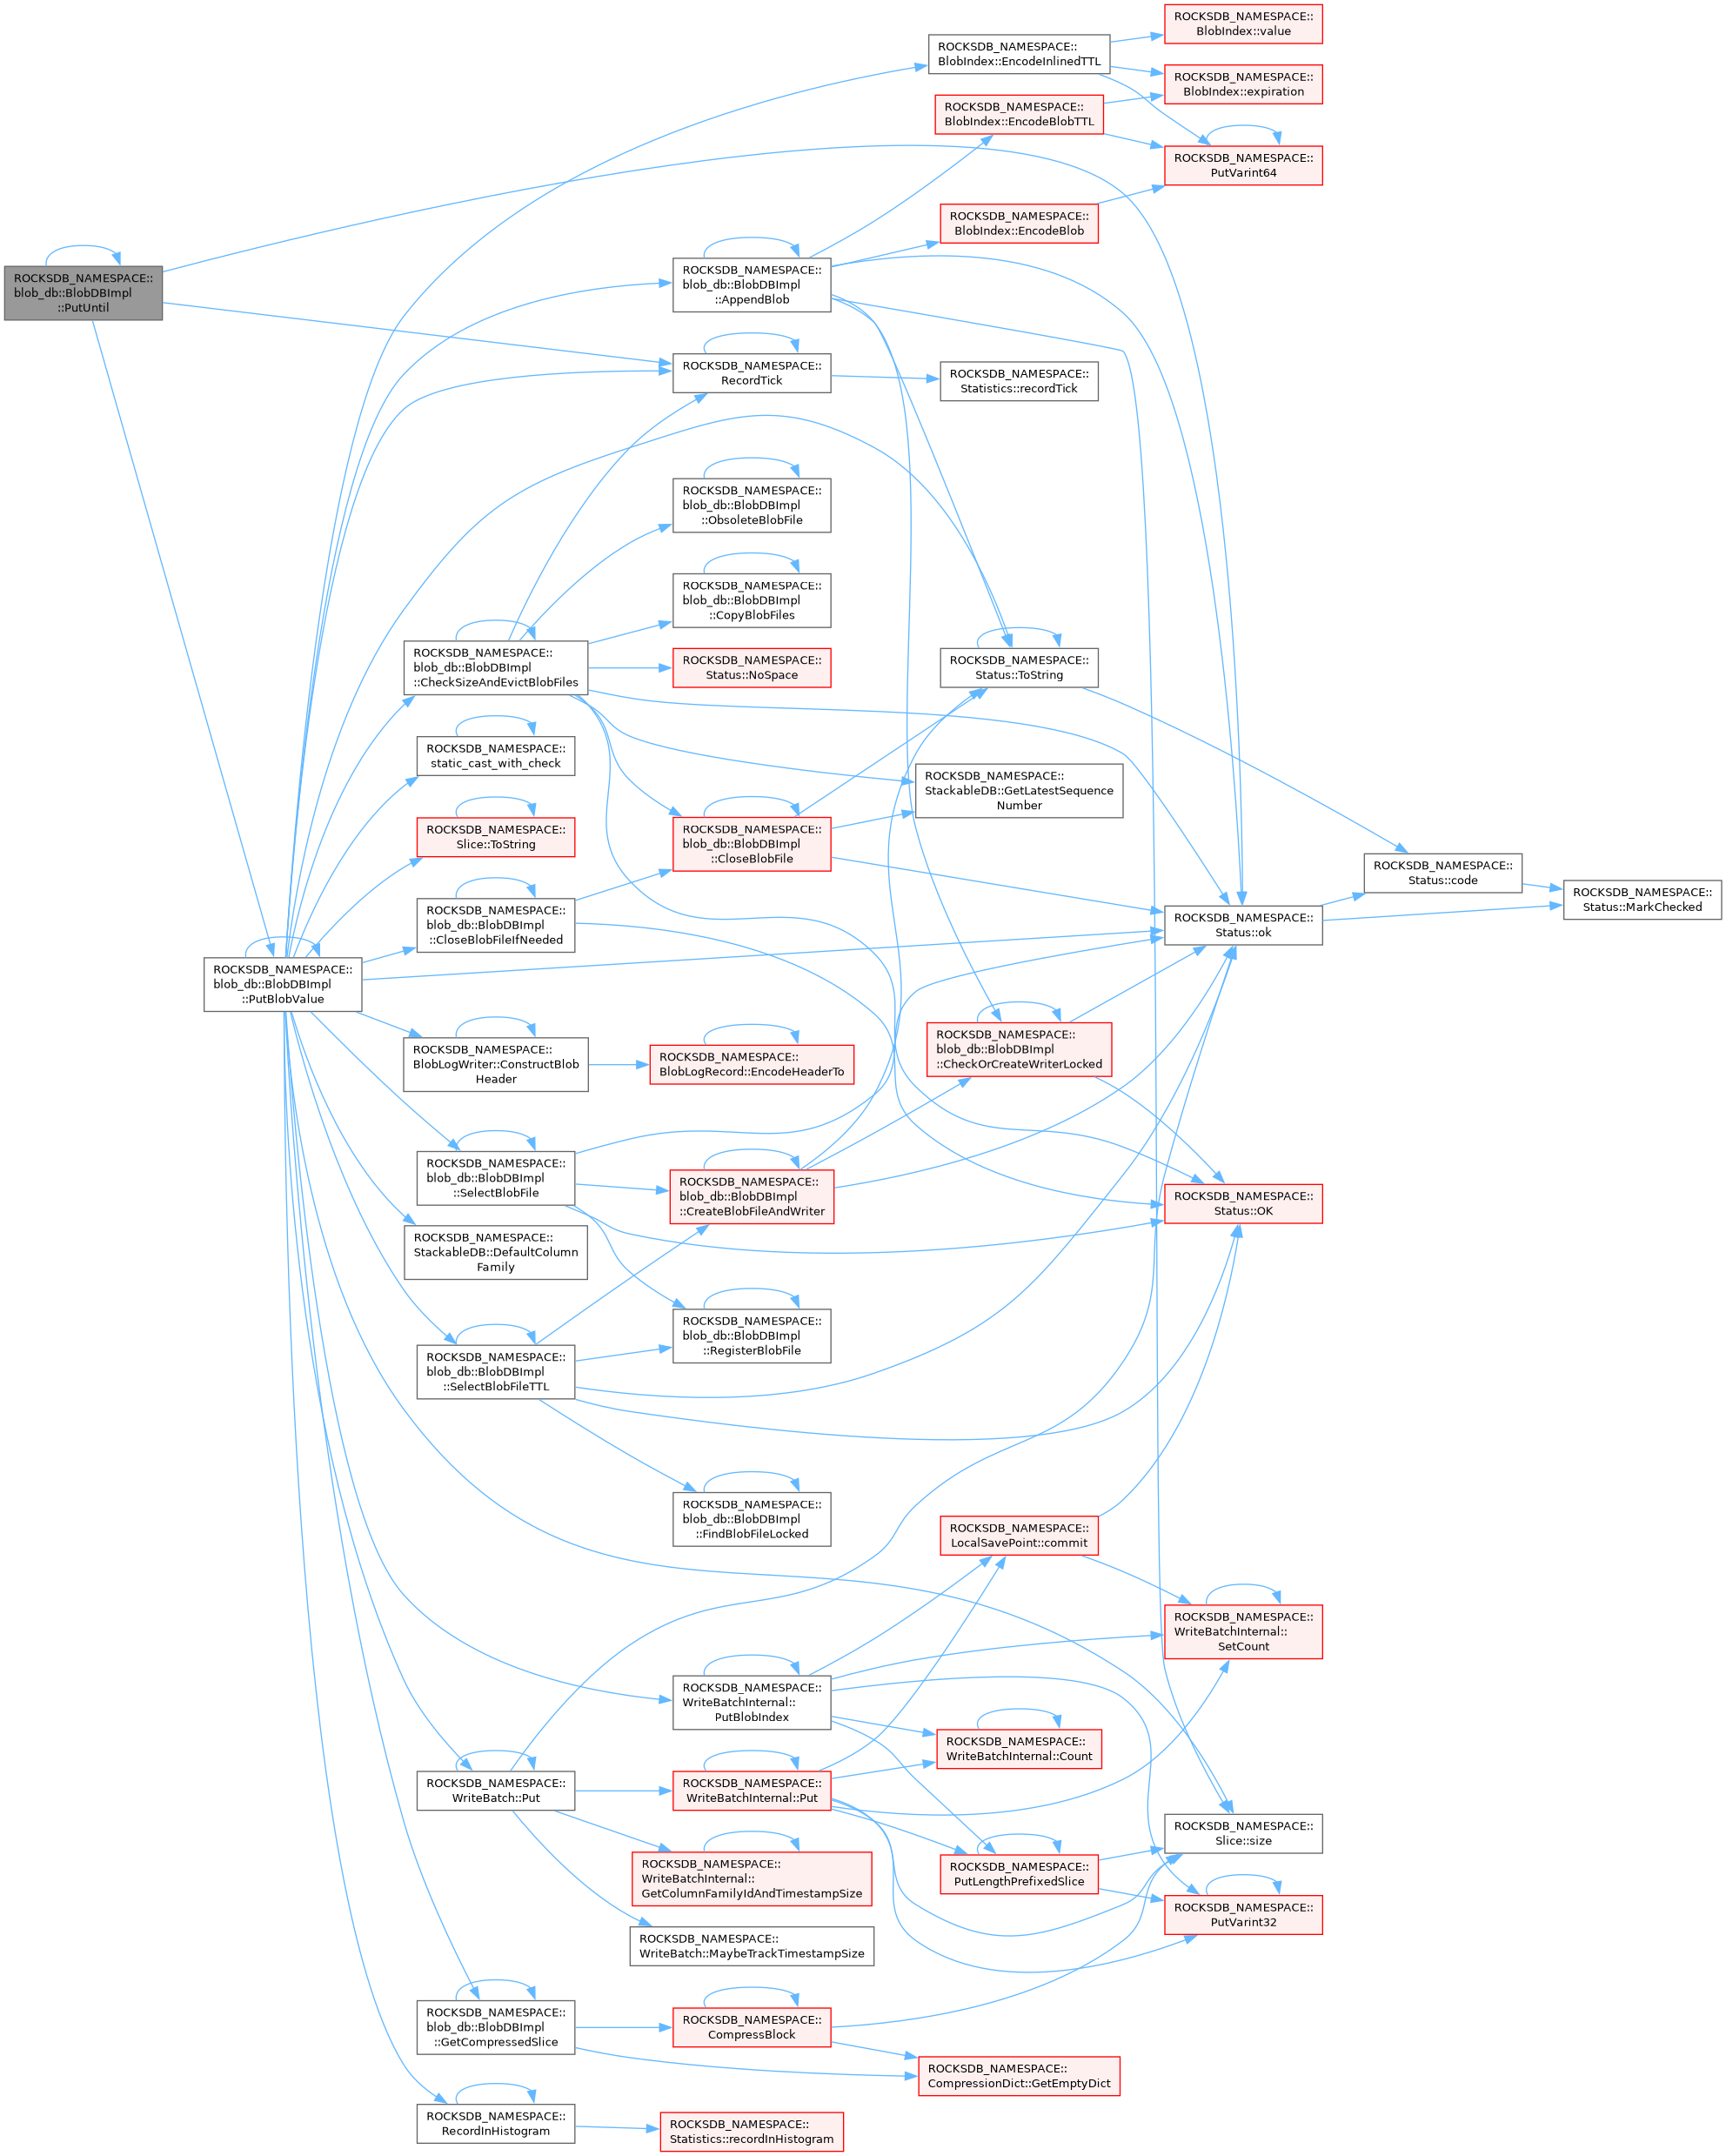 ROCKSDB_NAMESPACE::
BlobIndex::value
ROCKSDB_NAMESPACE::
BlobIndex::EncodeInlinedTTL
ROCKSDB_NAMESPACE::
BlobIndex::expiration
ROCKSDB_NAMESPACE::
BlobIndex::EncodeBlobTTL
ROCKSDB_NAMESPACE::
PutVarint64
ROCKSDB_NAMESPACE::
BlobIndex::EncodeBlob
ROCKSDB_NAMESPACE::
blob_db::BlobDBImpl
::PutUntil
ROCKSDB_NAMESPACE::
blob_db::BlobDBImpl
::AppendBlob
ROCKSDB_NAMESPACE::
RecordTick
ROCKSDB_NAMESPACE::
Statistics::recordTick
ROCKSDB_NAMESPACE::
blob_db::BlobDBImpl
::ObsoleteBlobFile
ROCKSDB_NAMESPACE::
blob_db::BlobDBImpl
::CopyBlobFiles
ROCKSDB_NAMESPACE::
blob_db::BlobDBImpl
::CheckSizeAndEvictBlobFiles
ROCKSDB_NAMESPACE::
Status::NoSpace
ROCKSDB_NAMESPACE::
Status::ToString
ROCKSDB_NAMESPACE::
static_cast_with_check
ROCKSDB_NAMESPACE::
StackableDB::GetLatestSequence
Number
ROCKSDB_NAMESPACE::
Slice::ToString
ROCKSDB_NAMESPACE::
blob_db::BlobDBImpl
::CloseBlobFile
ROCKSDB_NAMESPACE::
Status::code
ROCKSDB_NAMESPACE::
Status::MarkChecked
ROCKSDB_NAMESPACE::
blob_db::BlobDBImpl
::CloseBlobFileIfNeeded
ROCKSDB_NAMESPACE::
Status::ok
ROCKSDB_NAMESPACE::
blob_db::BlobDBImpl
::PutBlobValue
ROCKSDB_NAMESPACE::
blob_db::BlobDBImpl
::CheckOrCreateWriterLocked
ROCKSDB_NAMESPACE::
BlobLogWriter::ConstructBlob
Header
ROCKSDB_NAMESPACE::
BlobLogRecord::EncodeHeaderTo
ROCKSDB_NAMESPACE::
blob_db::BlobDBImpl
::SelectBlobFile
ROCKSDB_NAMESPACE::
blob_db::BlobDBImpl
::CreateBlobFileAndWriter
ROCKSDB_NAMESPACE::
Status::OK
ROCKSDB_NAMESPACE::
StackableDB::DefaultColumn
Family
ROCKSDB_NAMESPACE::
blob_db::BlobDBImpl
::RegisterBlobFile
ROCKSDB_NAMESPACE::
blob_db::BlobDBImpl
::SelectBlobFileTTL
ROCKSDB_NAMESPACE::
blob_db::BlobDBImpl
::FindBlobFileLocked
ROCKSDB_NAMESPACE::
LocalSavePoint::commit
ROCKSDB_NAMESPACE::
WriteBatchInternal::
SetCount
ROCKSDB_NAMESPACE::
WriteBatchInternal::
PutBlobIndex
ROCKSDB_NAMESPACE::
WriteBatchInternal::Count
ROCKSDB_NAMESPACE::
WriteBatch::Put
ROCKSDB_NAMESPACE::
WriteBatchInternal::Put
ROCKSDB_NAMESPACE::
Slice::size
ROCKSDB_NAMESPACE::
WriteBatchInternal::
GetColumnFamilyIdAndTimestampSize
ROCKSDB_NAMESPACE::
PutLengthPrefixedSlice
ROCKSDB_NAMESPACE::
PutVarint32
ROCKSDB_NAMESPACE::
WriteBatch::MaybeTrackTimestampSize
ROCKSDB_NAMESPACE::
blob_db::BlobDBImpl
::GetCompressedSlice
ROCKSDB_NAMESPACE::
CompressBlock
ROCKSDB_NAMESPACE::
CompressionDict::GetEmptyDict
ROCKSDB_NAMESPACE::
RecordInHistogram
ROCKSDB_NAMESPACE::
Statistics::recordInHistogram